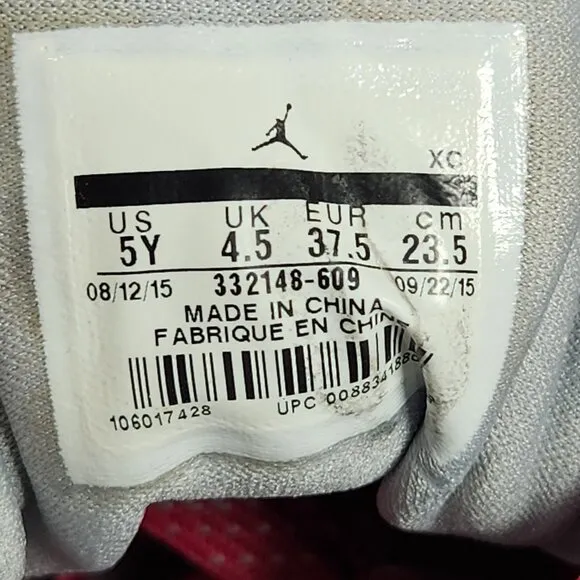 XC
US UK EUR cm
5Y 4.5 37.5 23.5
08/12/15 332148-609 09/22/15
MADE IN CHINA
FABRIQUE EN CHINE
106017428 UPC